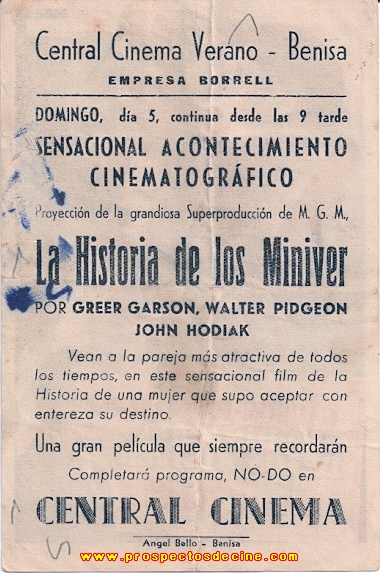 Central Cinema Verano - Benisa
EMPRESA BORRELL
DOMINGO, día 5, continua desde las 9 tarde
SENSACIONAL ACONTECIMIENTO
CINEMATOGRÁFICO
Proyección de la grandiosa Superproducción de M. G. M.,
La Historia de los Miniver
POR GREER GARSON, WALTER PIDGEON
JOHN HODIAK
Vean a la pareja más atractiva de todos
los tiempos, en este sensacional film de la
Historia de una mujer que supo aceptar con
entereza su destino.
Una gran película que siempre recordarán
Completará programa, NO-DO en
CENTRAL CINEMA
Angel Bello - Benisa
www.prospectosdecine.com